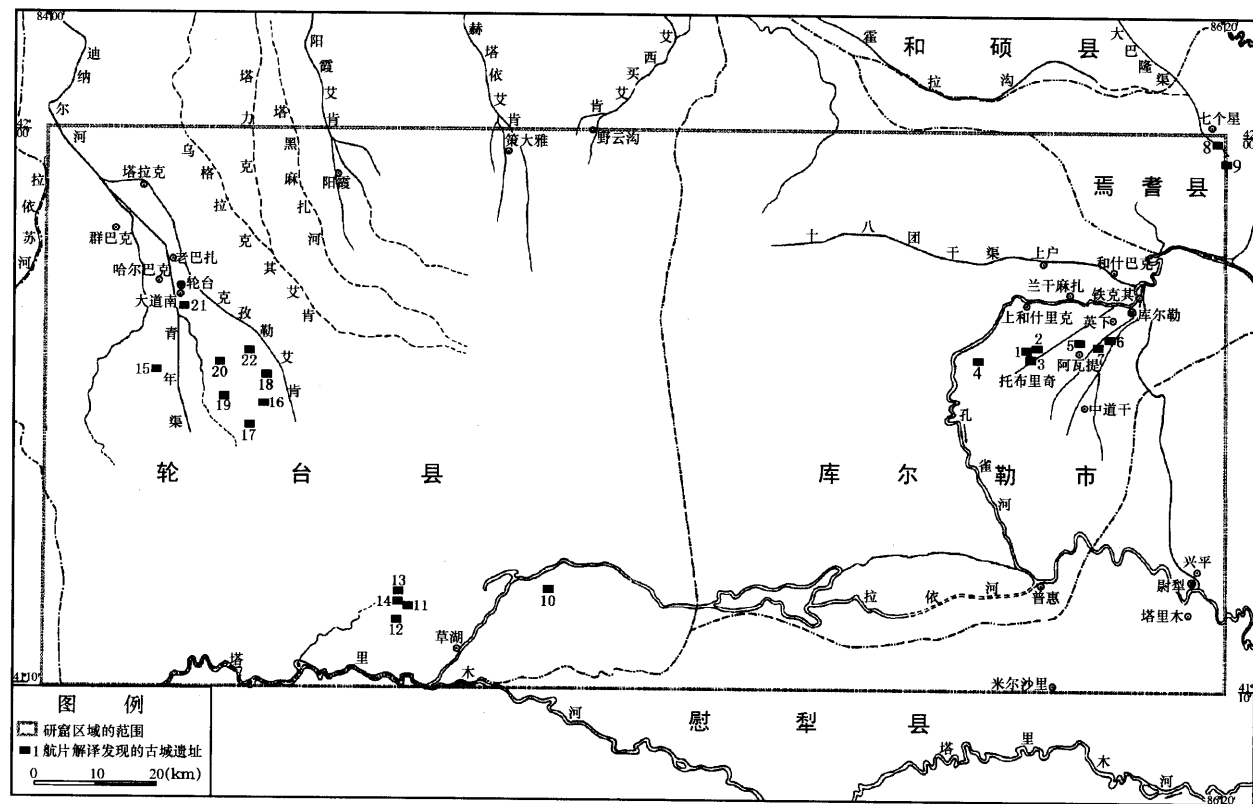 84°00′
86°20′
迪纳尔河
乌格拉克其艾肯
塔力克
塔黑麻扎河
阳霞艾肯
赫塔依艾肯
艾西买艾肯
霍拉沟
和硕县
大巴隆渠
42°00′
42°00′
七个星
8
9
策大雅
野云沟
塔拉克
阳霞
焉耆县
拉依苏河
群巴克
老巴扎
哈尔巴克
轮台
大道南
21
克孜勒艾肯
十八团干渠
上户
和什巴克
兰干麻扎
铁克其
上和什里克
英下
库尔勒
青年渠
15
20
22
18
19
16
17
1
2
3
4
5
6
7
阿瓦提
托布里奇
中道干
孔雀河
轮台县
库尔勒市
13
14
11
12
10
草湖
拉依河
普惠
兴平
尉犁
塔里木
41°10′
41°10′
塔里木河
米尔沙里
慰犁县
塔里木河
86°20′
图例
研窟区域的范围
1 航片解译发现的古城遗址
0 10 20(km)